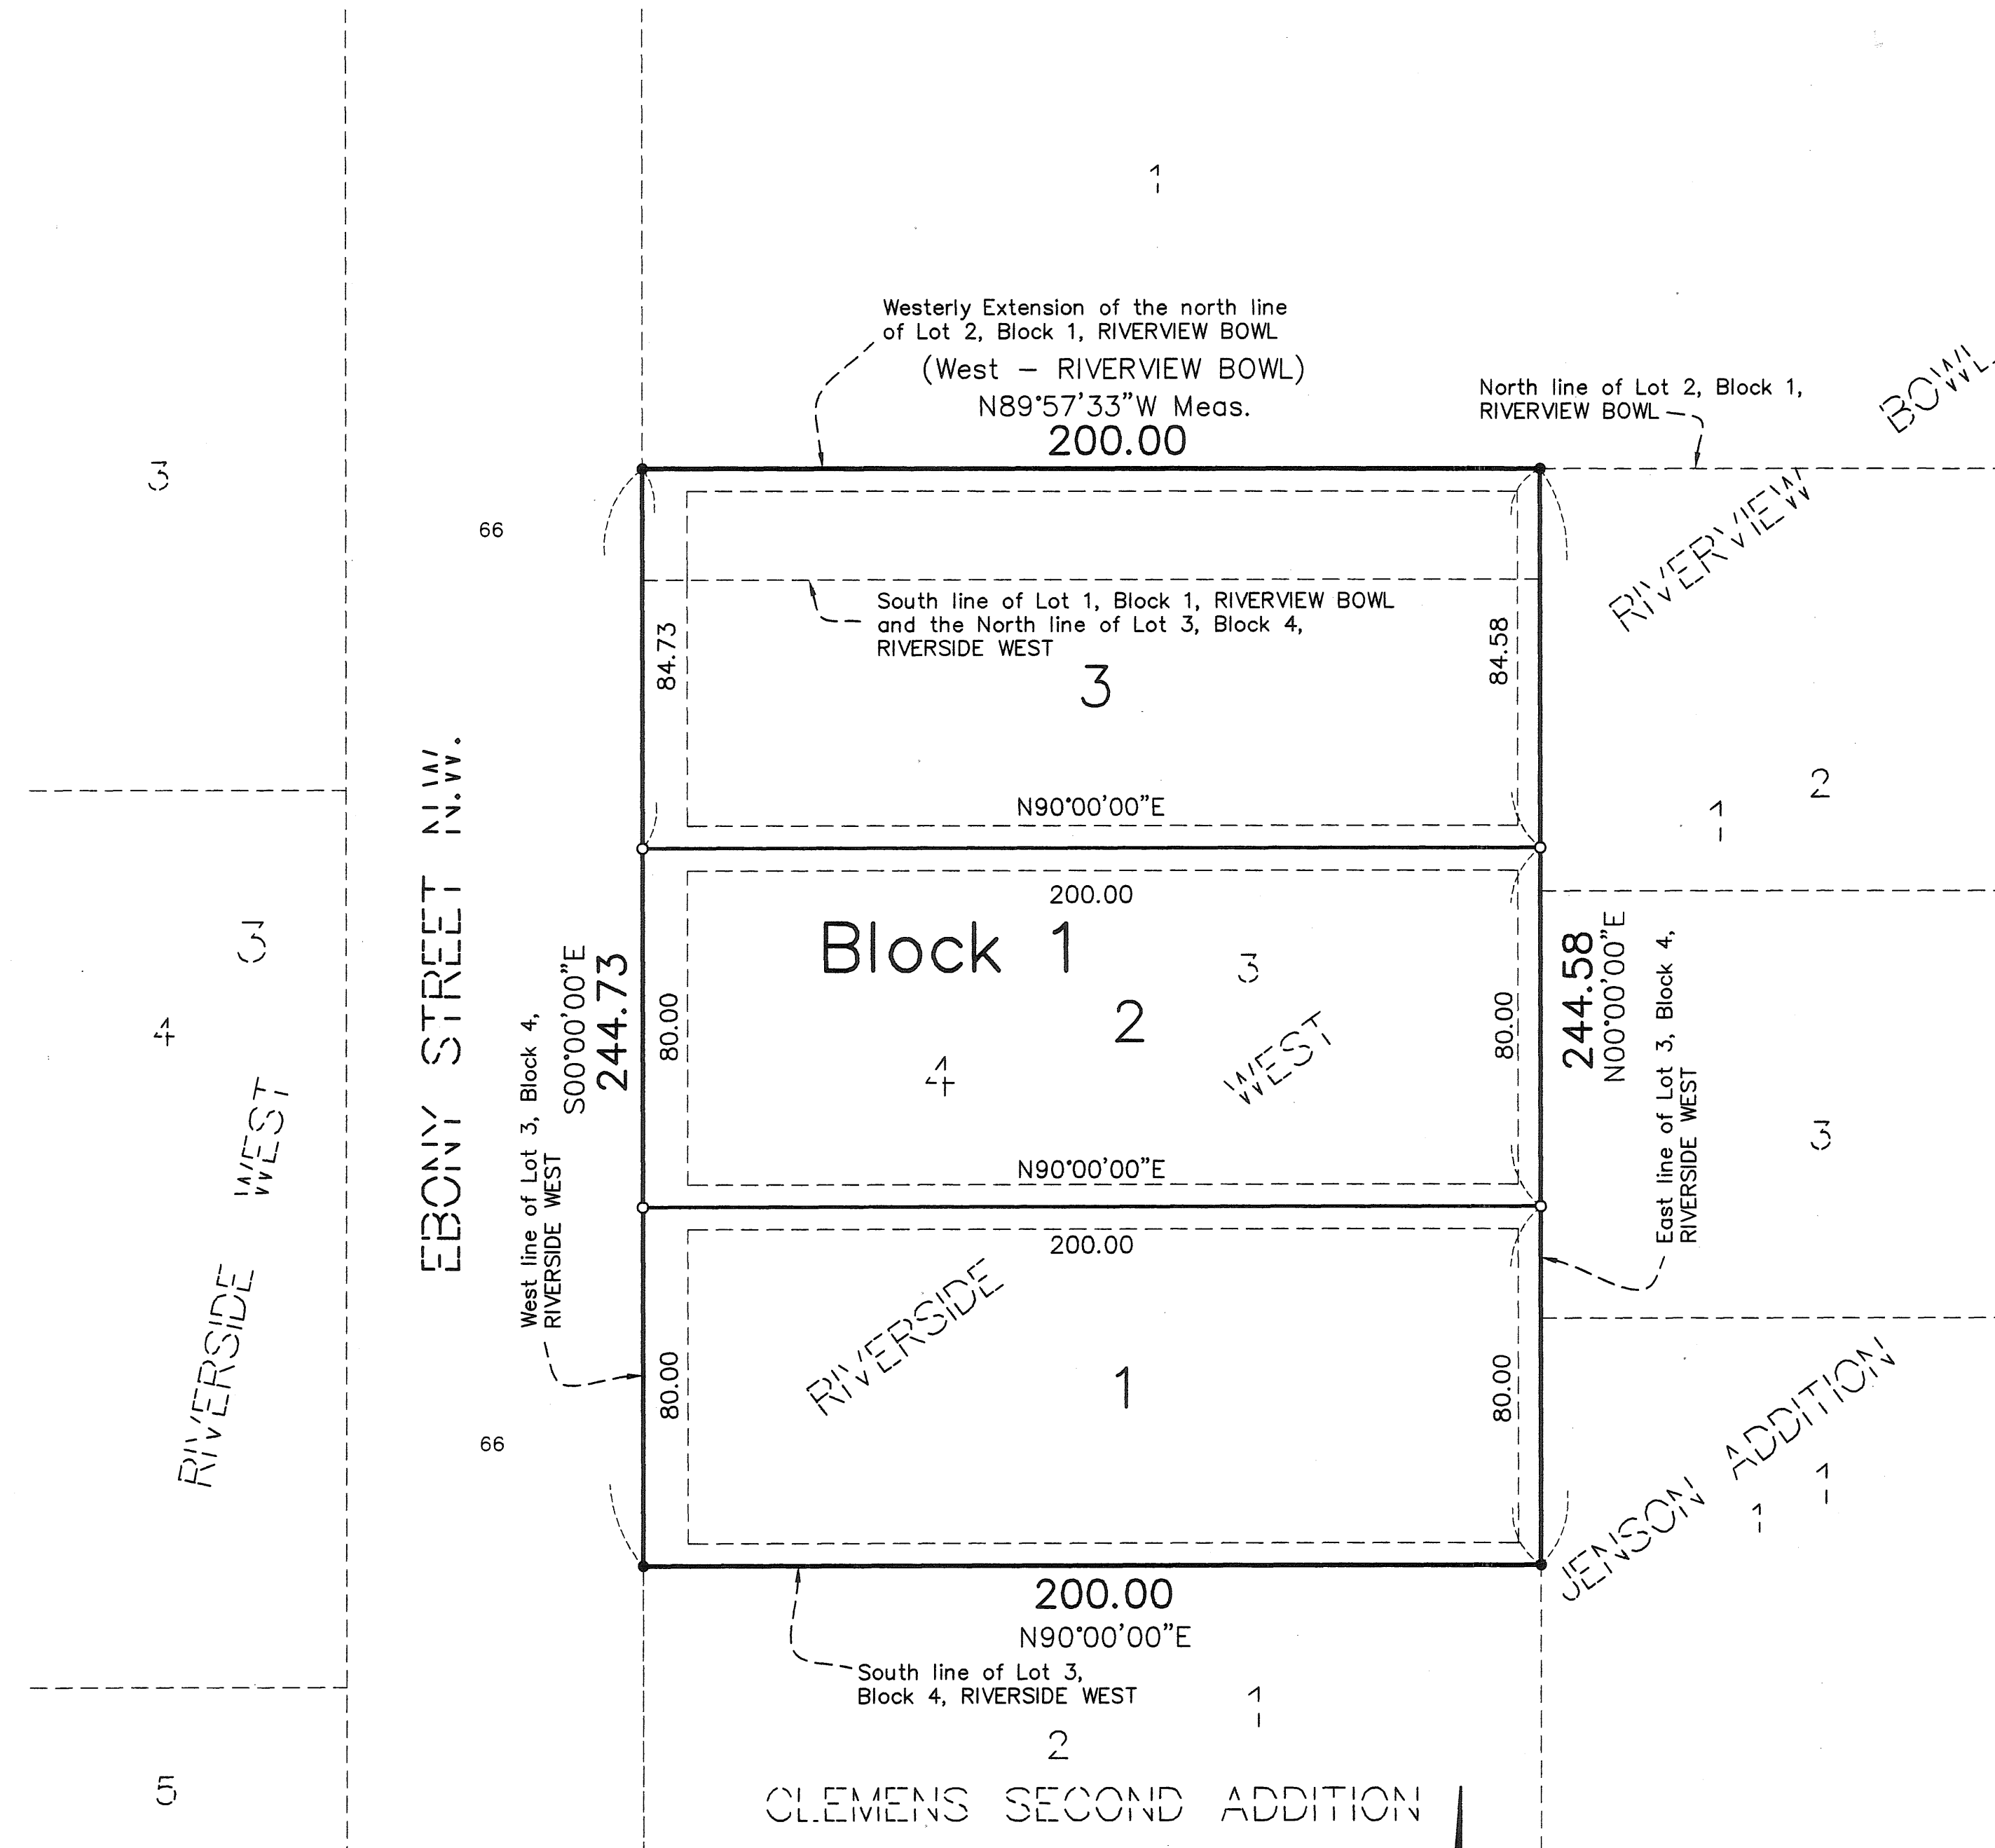 1
Westerly Extension of the north line
of Lot 2, Block 1, RIVERVIEW BOWL
(West – RIVERVIEW BOWL)
N89°57'33"W Meas.
200.00
North line of Lot 2, Block 1,
RIVERVIEW BOWL
RIVERVIEW BOWL
3
66
South line of Lot 1, Block 1, RIVERVIEW BOWL
and the North line of Lot 3, Block 4,
RIVERSIDE WEST
84.73
84.58
3
N90°00'00"E
2
1
EBONY STREET N.W.
200.00
Block 1
3
3
2
4
4
80.00
80.00
S00°00'00"E
244.73
244.58
N00°00'00"E
West line of Lot 3, Block 4,
RIVERSIDE WEST
East line of Lot 3, Block 4,
RIVERSIDE WEST
RIVERSIDE WEST
RIVERSIDE WEST
3
N90°00'00"E
200.00
1
80.00
80.00
66
JENSON ADDITION
1
1
200.00
N90°00'00"E
South line of Lot 3,
Block 4, RIVERSIDE WEST
1
2
5
CLEMENS SECOND ADDITION